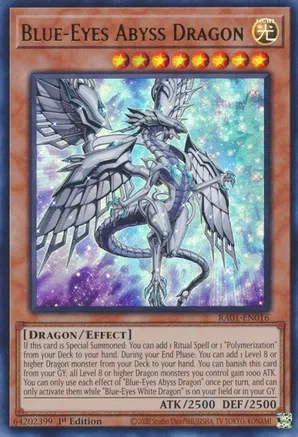 BLUE-EYES ABYSS DRAGON
LIGHT
光
RA01-EN016
[DRAGON/EFFECT]
If this card is Special Summoned: You can add 1 Ritual Spell or 1 "Polymerization"
from your Deck to your hand. During your End Phase: You can add 1 Level 8 or
higher Dragon monster from your Deck to your hand. You can banish this card
from your GY; all Level 8 or higher Dragon monsters you control gain 1000 ATK.
You can only use each effect of "Blue-Eyes Abyss Dragon" once per turn, and can
only activate them while "Blue-Eyes White Dragon" is on your field or in your GY.
ATK/2500 DEF/2500
64202399 1st Edition ©2020 Studio Dice/SHUEISHA, TV TOKYO, KONAMI